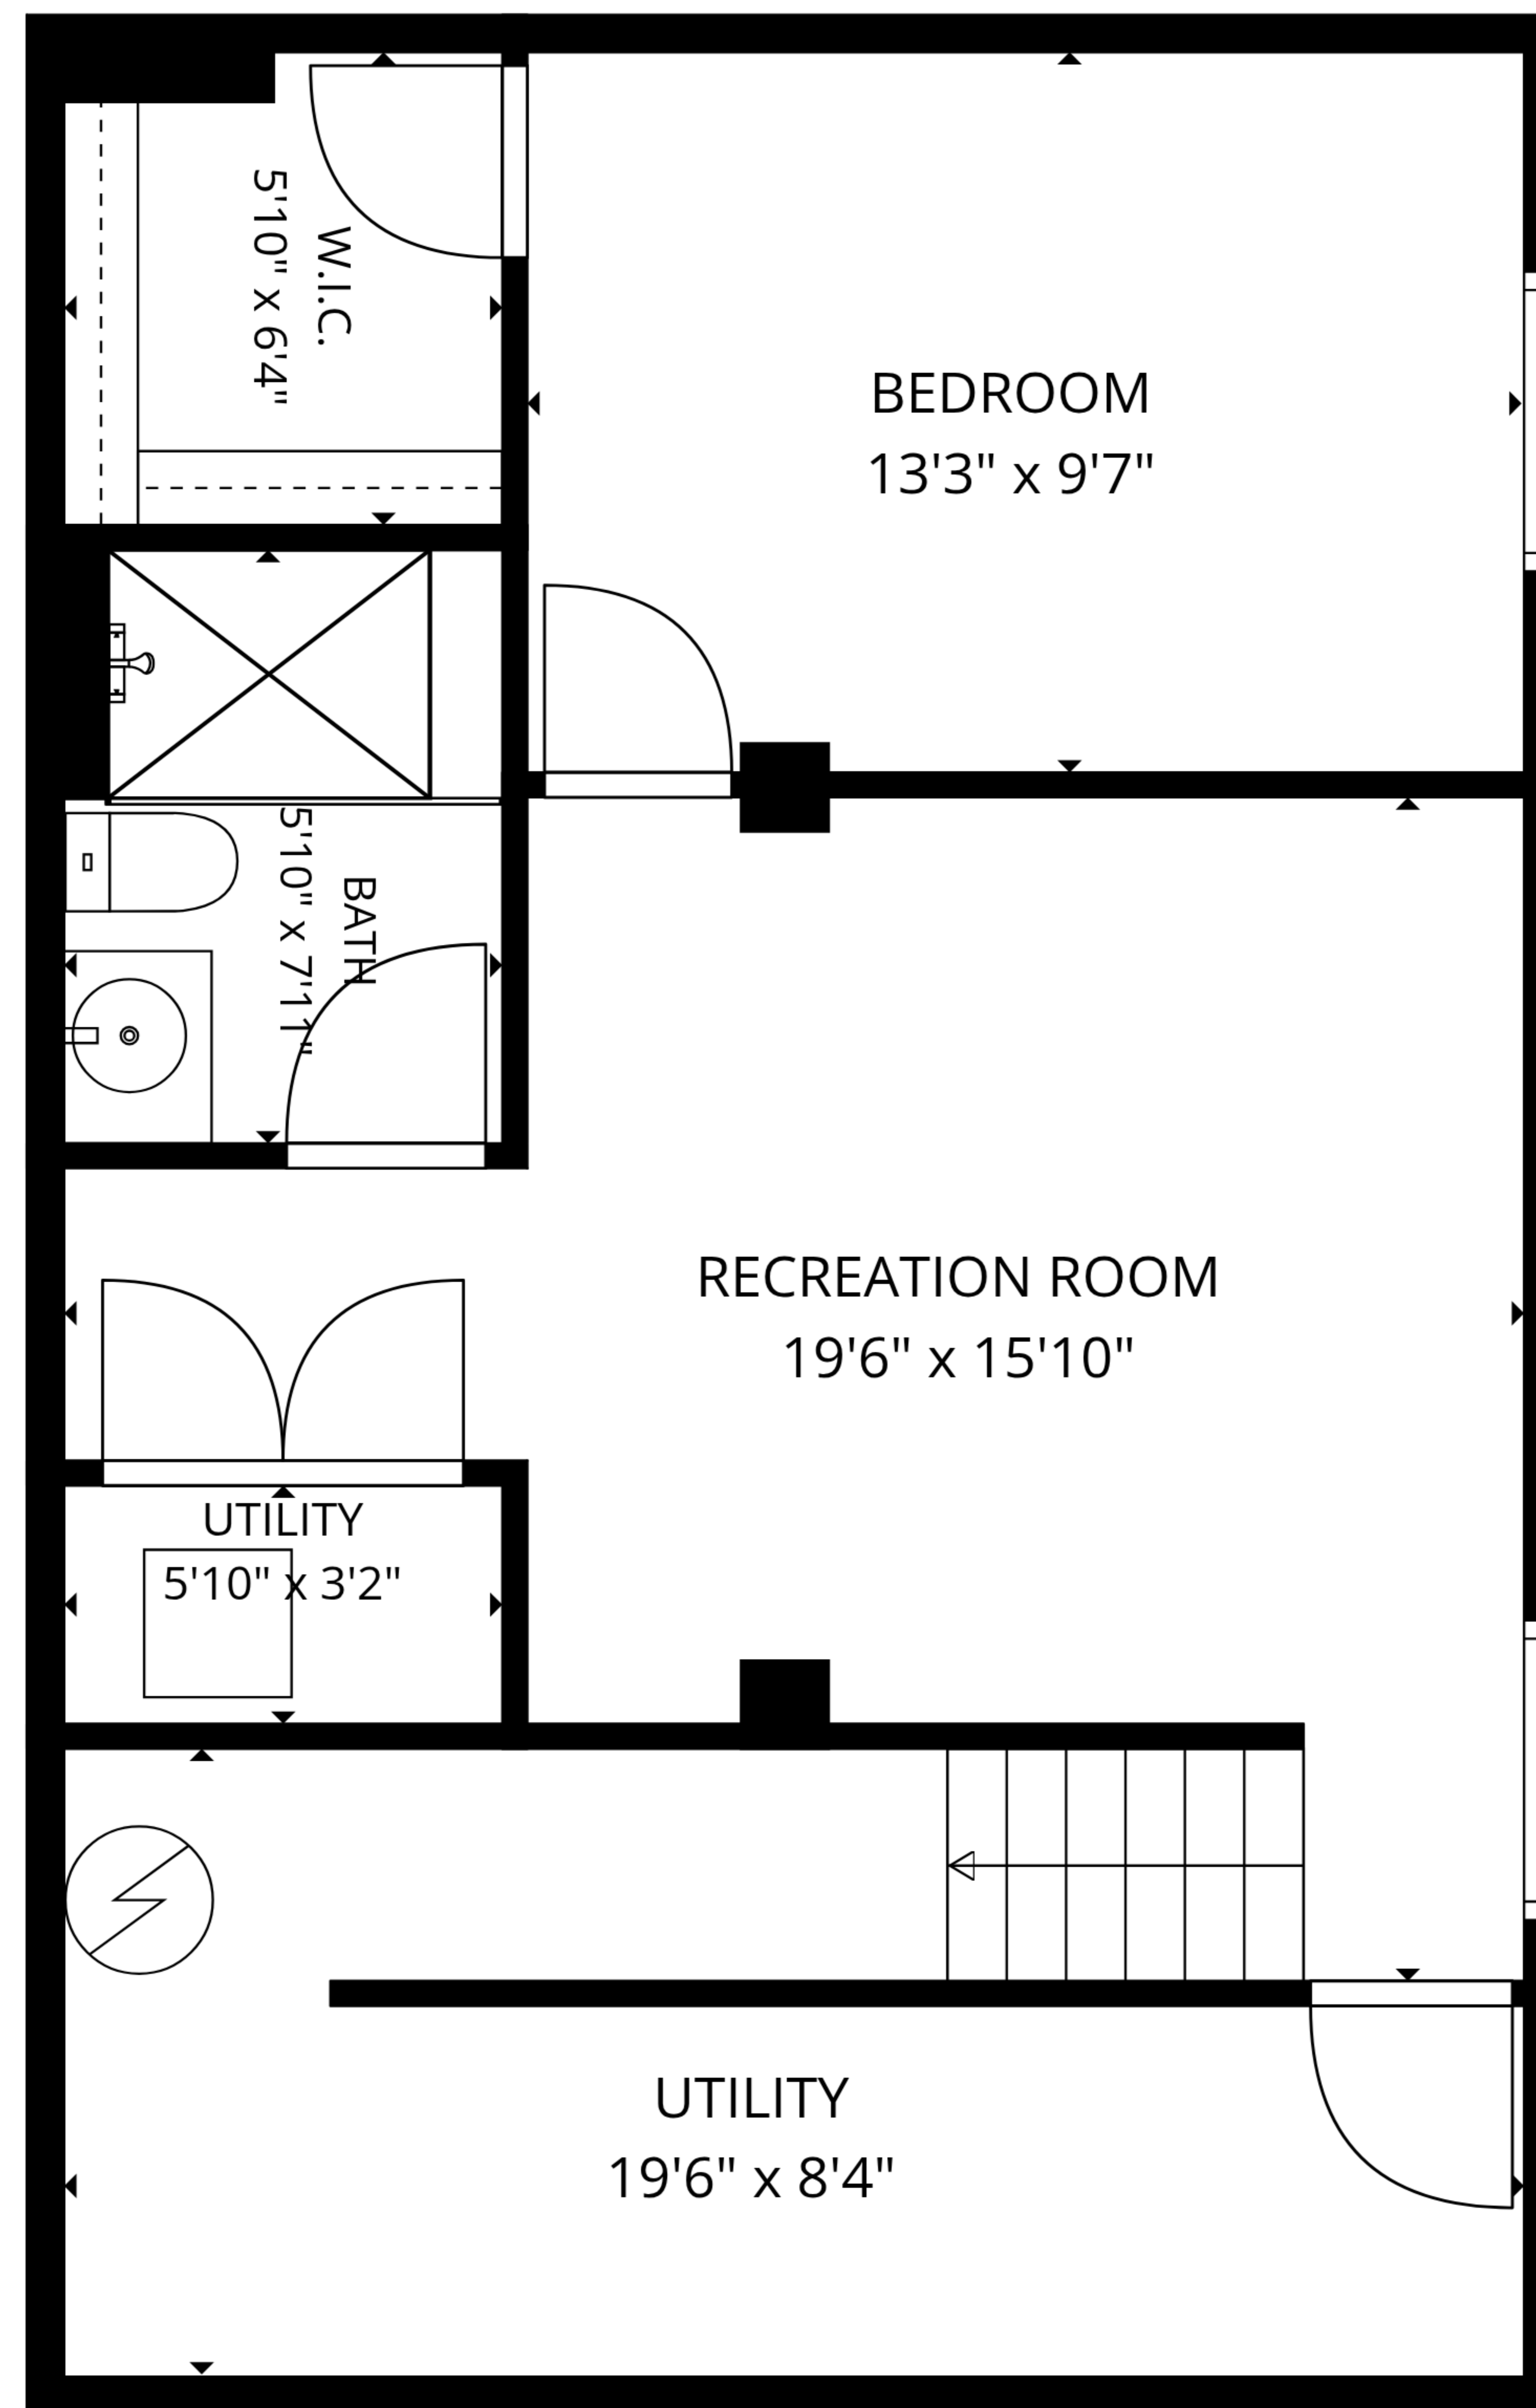 W.I.C.
5'10" x 6'4"
BEDROOM
13'3" x 9'7"
BATH
5'10" x 7'11"
RECREATION ROOM
19'6" x 15'10"
UTILITY
5'10" x 3'2"
UTILITY
19'6" x 8'4"